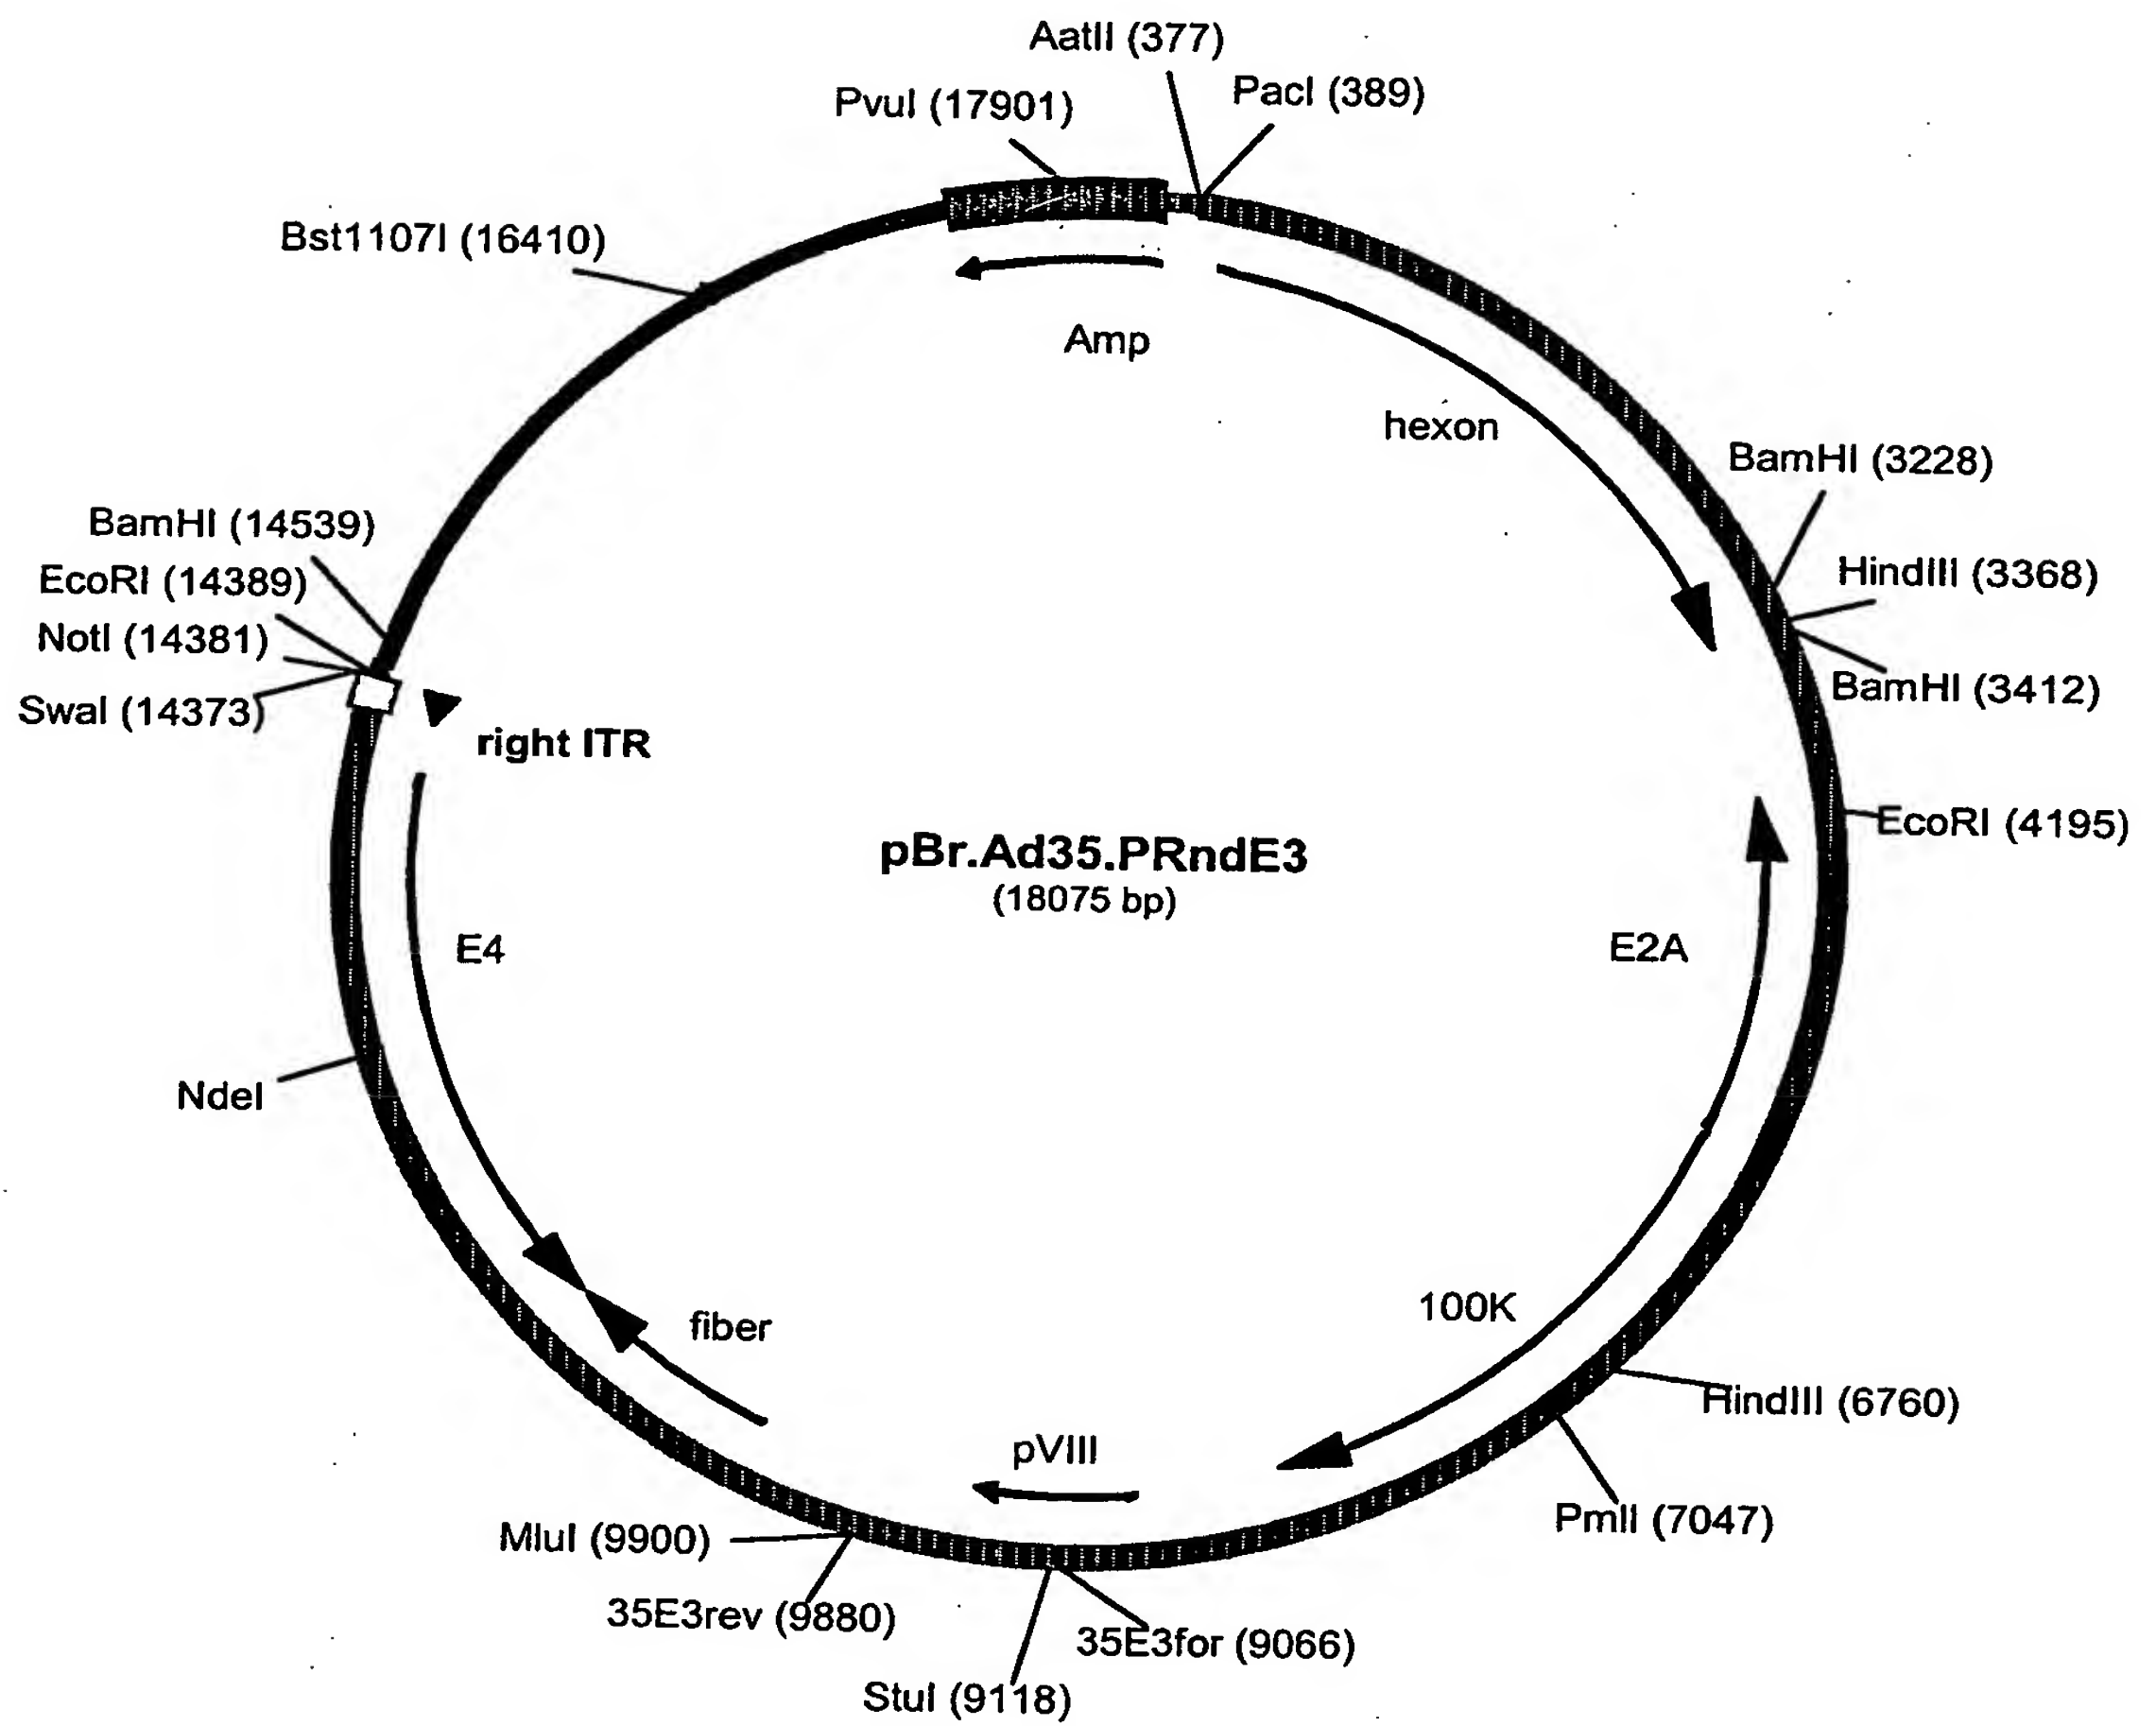 AatII (377)
PacI (389)
PvuI (17901)
Bst1107I (16410)
Amp
hexon
BamHI (3228)
BamHI (14539)
HindIII (3368)
EcoRI (14389)
NotI (14381)
BamHI (3412)
SwaI (14373)
right ITR
EcoRI (4195)
pBr.Ad35.PRndE3
(18075 bp)
E4
E2A
NdeI
100K
fiber
HindIII (6760)
pVIII
PmlI (7047)
MluI (9900)
35E3rev (9880)
35E3for (9066)
StuI (9118)